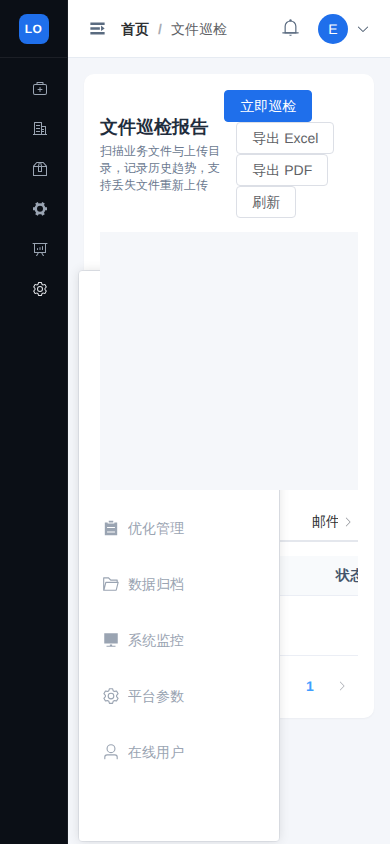 LO
首页 / 文件巡检
E
文件巡检报告
扫描业务文件与上传目
录，记录历史趋势，支
持丢失文件重新上传
立即巡检
导出 Excel
导出 PDF
刷新
邮件
优化管理
数据归档
系统监控
平台参数
在线用户
1